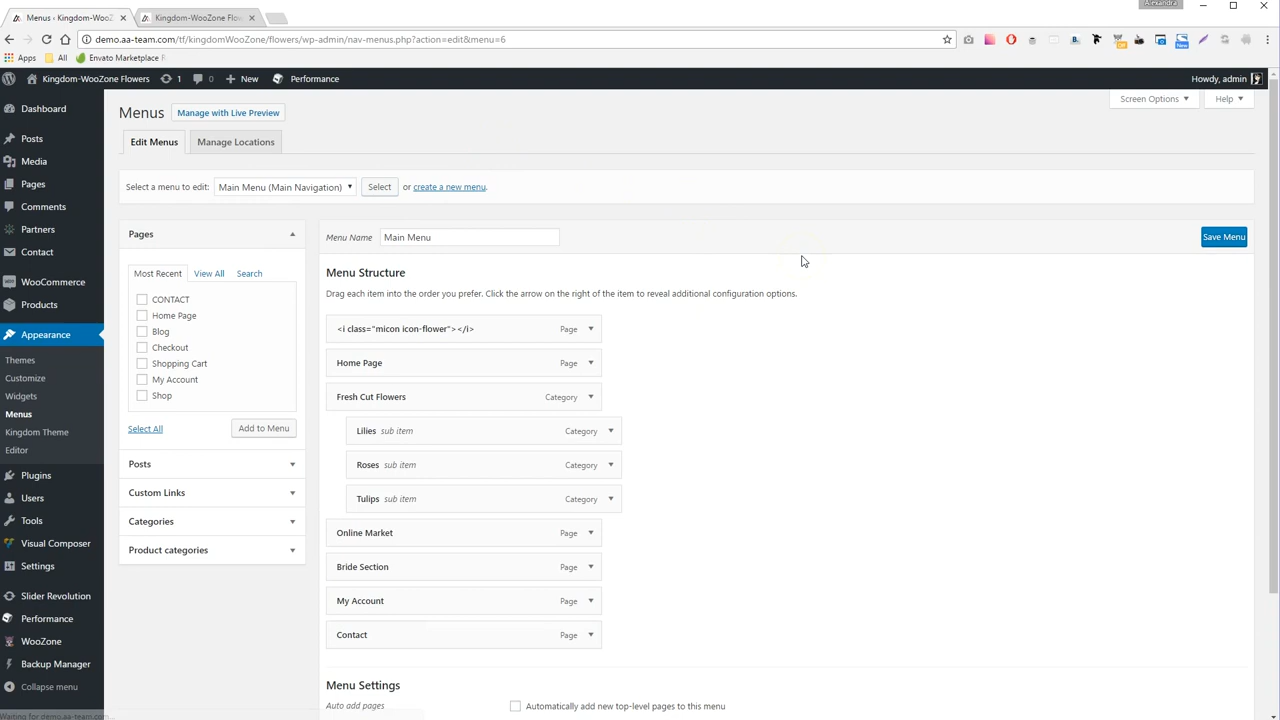 Alexandra
Menus ‹ Kingdom-WooZ
Kingdom-WooZone Flow
demo.aa-team.com/tf/kingdomWooZone/flowers/wp-admin/nav-menus.php?action=edit&menu=6
Apps
All
Envato Marketplace
New
Kingdom-WooZone Flowers
1
0
New
Performance
Howdy, admin
Dashboard
Posts
Media
Pages
Comments
Partners
Contact
WooCommerce
Products
Appearance
Themes
Customize
Widgets
Menus
Kingdom Theme
Editor
Plugins
Users
Tools
Visual Composer
Settings
Slider Revolution
Performance
WooZone
Backup Manager
Collapse menu
Waiting for demo.aa-team.com...
Menus
Manage with Live Preview
Screen Options
Help
Edit Menus
Manage Locations
Select a menu to edit:
Main Menu (Main Navigation)
Select
or create a new menu.
Pages
Most Recent
View All
Search
CONTACT
Home Page
Blog
Checkout
Shopping Cart
My Account
Shop
Select All
Add to Menu
Posts
Custom Links
Categories
Product categories
Menu Name
Main Menu
Save Menu
Menu Structure
Drag each item into the order you prefer. Click the arrow on the right of the item to reveal additional configuration options.
<i class="micon icon-flower"></i> Page
Home Page Page
Fresh Cut Flowers Category
Lilies sub item Category
Roses sub item Category
Tulips sub item Category
Online Market Page
Bride Section Page
My Account Page
Contact Page
Menu Settings
Auto add pages
Automatically add new top-level pages to this menu